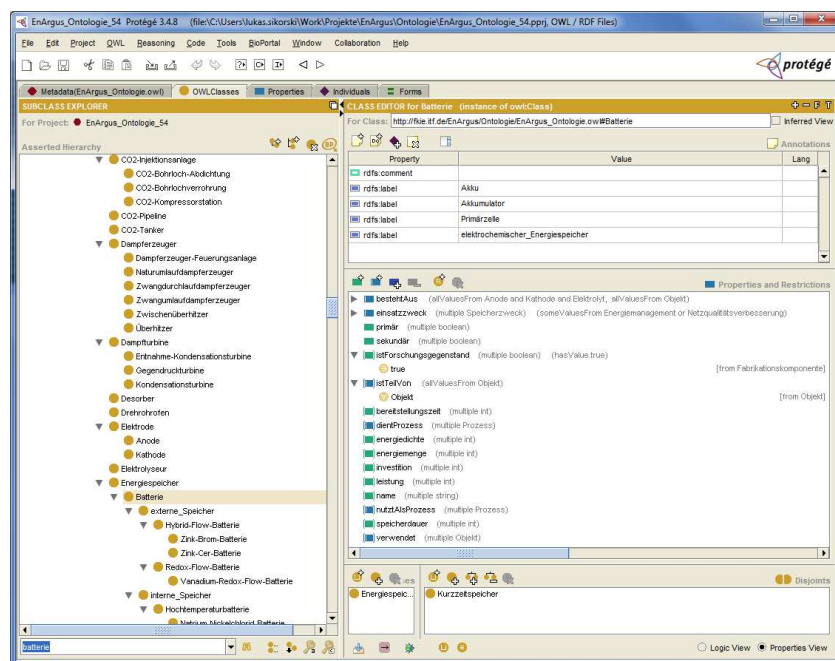 EnArgus_Ontologie_54 Protégé 3.4.8 (file:\C:\Users\lukas.sikorski\Work\Projekte\EnArgus\Ontologie\EnArgus_Ontologie_54.pprj, OWL / RDF Files)
File Edit Project OWL Reasoning Code Tools BioPortal Window Collaboration Help
protégé
Metadata(EnArgus_Ontologie.owl) OWLClasses Properties Individuals Forms
SUBCLASS EXPLORER
For Project: EnArgus_Ontologie_54
Asserted Hierarchy
CO2-Injektionsanlage
CO2-Bohrloch-Abdichtung
CO2-Bohrlochverrohrung
CO2-Kompressorstation
CO2-Pipeline
CO2-Tanker
Dampferzeuger
Dampferzeuger-Feuerungsanlage
Naturumlaufdampferzeuger
Zwangdurchlaufdampferzeuger
Zwangumlaufdampferzeuger
Zwischenüberhitzer
Überhitzer
Dampfturbine
Entnahme-Kondensationsturbine
Gegendruckturbine
Kondensationsturbine
Desorber
Drehrohrofen
Elektrode
Anode
Kathode
Elektrolyseur
Energiespeicher
Batterie
externe_Speicher
Hybrid-Flow-Batterie
Zink-Brom-Batterie
Zink-Cer-Batterie
Redox-Flow-Batterie
Vanadium-Redox-Flow-Batterie
interne_Speicher
Hochtemperaturbatterie
Natrium-Nickelchlorid-Batterie
batterie
CLASS EDITOR for Batterie (instance of owl:Class)
F T
For Class: http://fkie.itf.de/EnArgus/Ontologie/EnArgus_Ontologie.owl#Batterie Inferred View
Annotations
Property Value Lang
rdfs:comment
rdfs:label Akku
rdfs:label Akkumulator
rdfs:label Primärzelle
rdfs:label elektrochemischer_Energiespeicher
Properties and Restrictions
bestehtAus (allValuesFrom Anode and Kathode and Elektrolyt, allValuesFrom Objekt)
einsatzzweck (multiple Speicherzweck) (someValuesFrom Energiemanagement or Netzqualitätsverbesserung)
primär (multiple boolean)
sekundär (multiple boolean)
istForschungsgegenstand (multiple boolean) (hasValue true)
true [from Fabrikationskomponente]
istTeilVon (allValuesFrom Objekt)
Objekt [from Objekt]
bereitstellungszeit (multiple int)
dientProzess (multiple Prozess)
energiedichte (multiple int)
energiemenge (multiple int)
investition (multiple int)
leistung (multiple int)
name (multiple string)
nutztAlsProzess (multiple Prozess)
speicherdauer (multiple int)
verwendet (multiple Objekt)
Disjoints
Energiespeic... Kurzzeitspeicher
Logic View Properties View